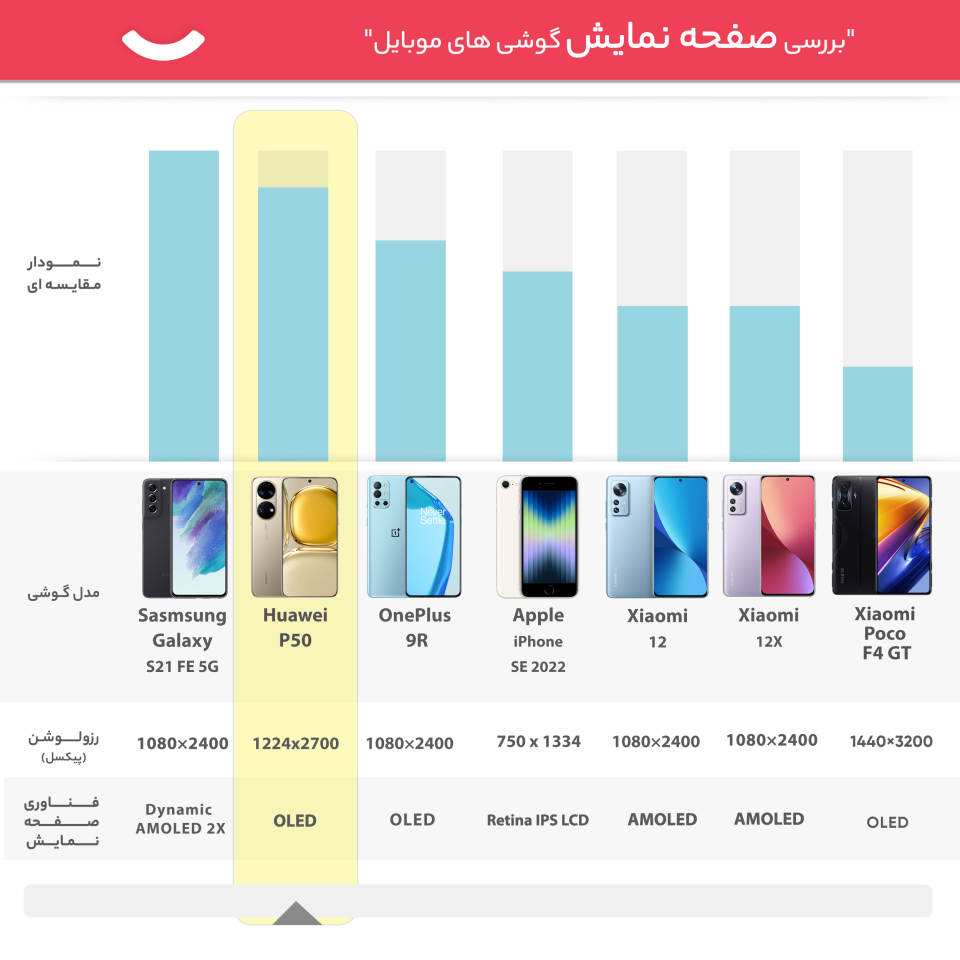 "بررسی صفحه نمایش گوشی های موبایل"
نمودار
مقایسه ای
Never
Settle
مدل گوشی
Sasmsung
Galaxy
S21 FE 5G
Huawei
P50
OnePlus
9R
Apple
iPhone
SE 2022
Xiaomi
12
Xiaomi
12X
Xiaomi
Poco
F4 GT
رزولوشن
(پیکسل)
1080×2400
1224x2700
1080×2400
750 x 1334
1080×2400
1080×2400
1440×3200
فناوری
صفحه
نمایش
Dynamic
AMOLED 2X
OLED
OLED
Retina IPS LCD
AMOLED
AMOLED
OLED